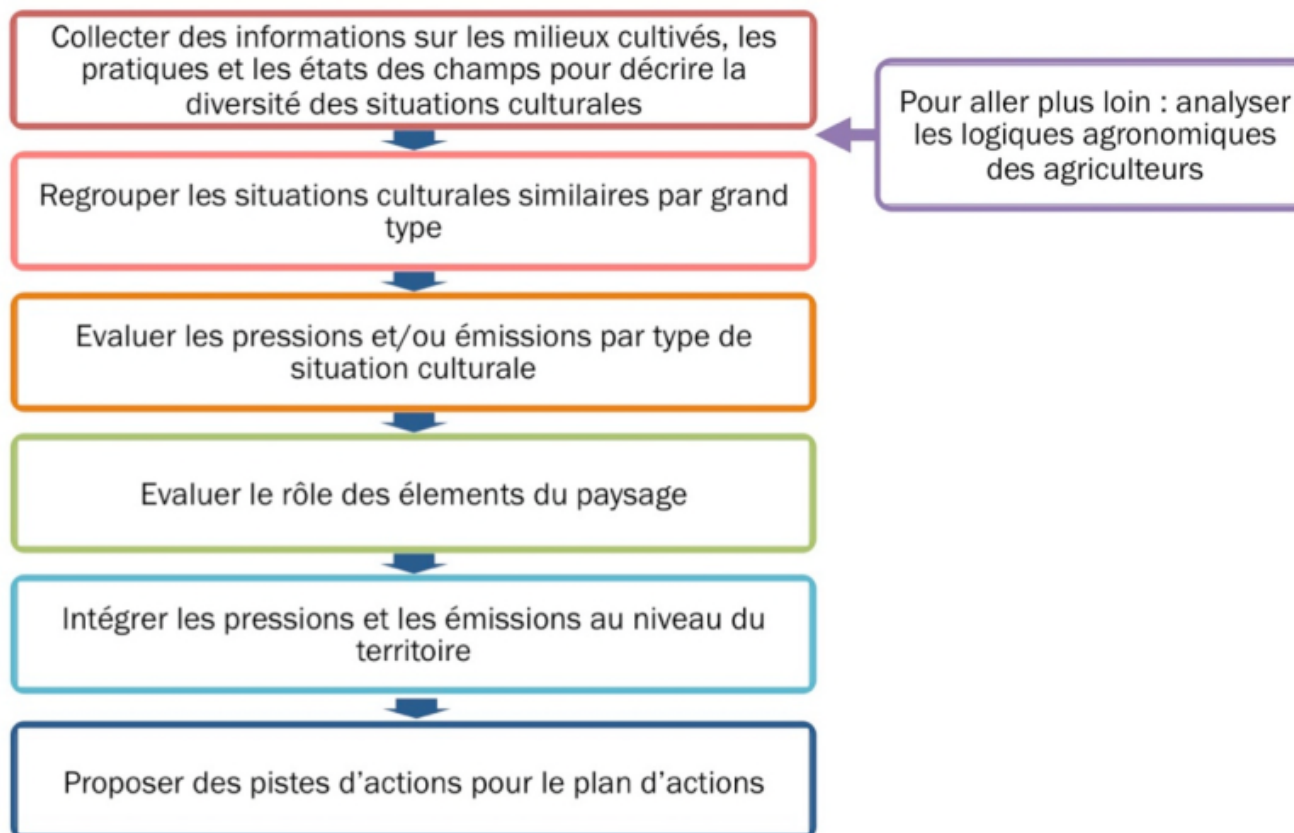 Collecter des informations sur les milieux cultivés, les
pratiques et les états des champs pour décrire la
diversité des situations culturales
Pour aller plus loin : analyser
les logiques agronomiques
des agriculteurs
Regrouper les situations culturales similaires par grand
type
Evaluer les pressions et/ou émissions par type de
situation culturale
Evaluer le rôle des élements du paysage
Intégrer les pressions et les émissions au niveau du
territoire
Proposer des pistes d'actions pour le plan d'actions